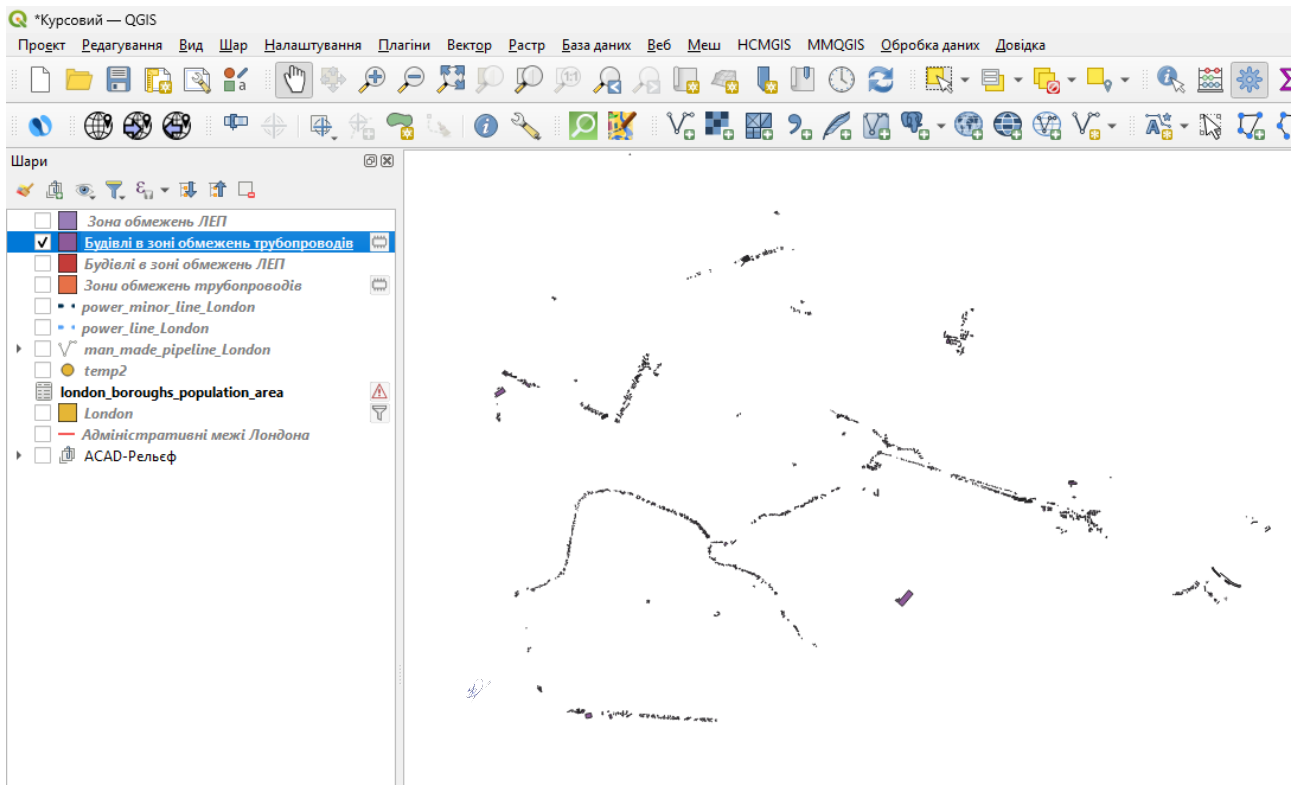 *Курсовий — QGIS
Проект Редагування Вид Шар Налаштування Плагіни Вектор Растр База даних Веб Меш HCMGIS MMQGIS Обробка даних Довідка
Шари
Зона обмежень ЛЕП
Будівлі в зоні обмежень трубопроводів
Будівлі в зоні обмежень ЛЕП
Зони обмежень трубопроводів
power_minor_line_London
power_line_London
man_made_pipeline_London
temp2
london_boroughs_population_area
London
Адміністративні межі Лондона
ACAD-Рельєф